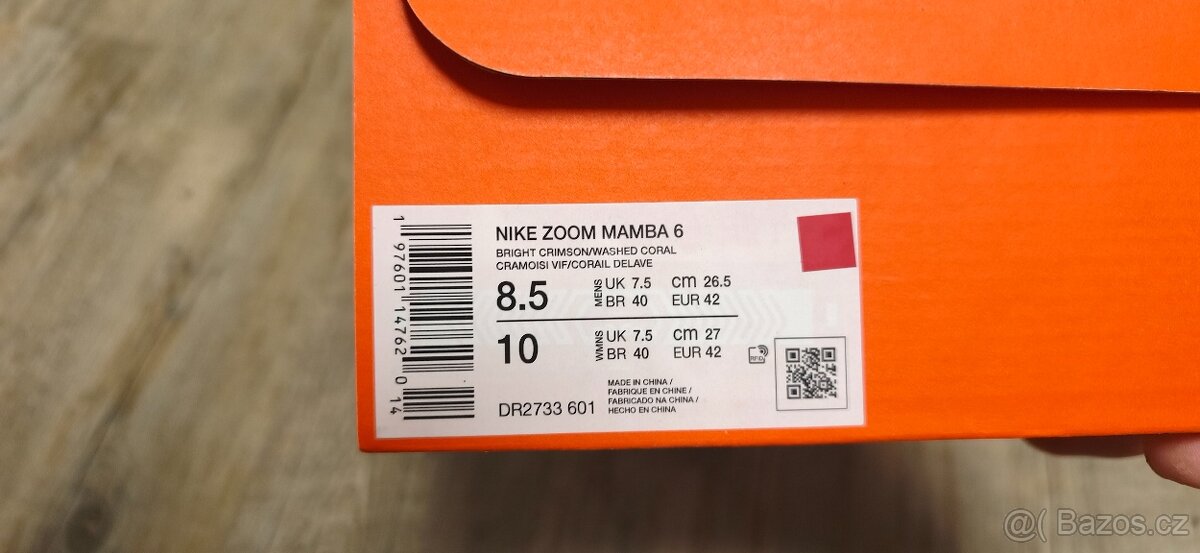 1 97601 14762 0 14
NIKE ZOOM MAMBA 6
BRIGHT CRIMSON/WASHED CORAL
CRAMOISI VIF/CORAIL DELAVE
8.5 MENS UK 7.5 cm 26.5
BR 40 EUR 42
10 WMNS UK 7.5 cm 27
BR 40 EUR 42
RFID
DR2733 601
MADE IN CHINA /
FABRIQUE EN CHINE /
FABRICADO NA CHINA /
HECHO EN CHINA
@( Bazos.cz